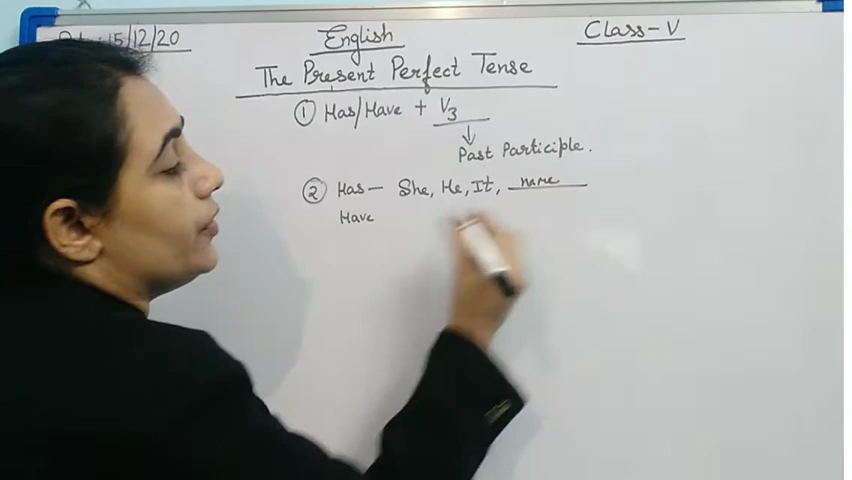 15/12/20 English Class-V
The Present Perfect Tense
① Has/Have + V3
↓
Past Participle.
② Has— She, He, It, name
Have